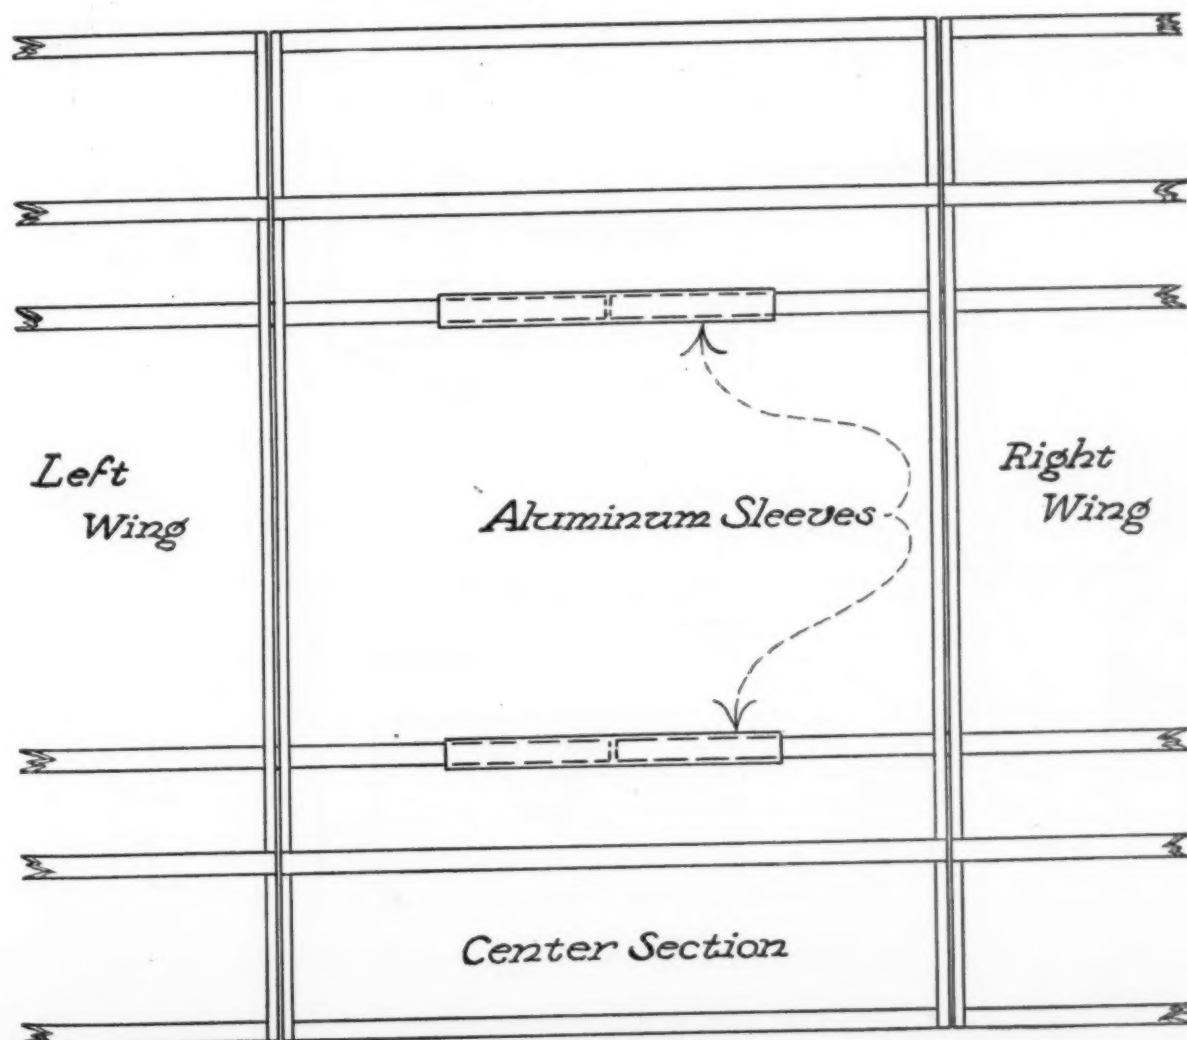 Left
Wing
Right
Wing
Aluminum Sleeves
Center Section